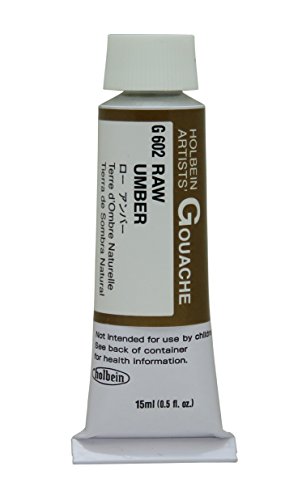 HOLBEIN
ARTISTS'
GOUACHE
G 602 RAW
UMBER
ロー アンバー
Terre d'Ombre Naturelle
Tierra de Sombra Natural
Not intended for use by children.
See back of container
for health information.
holbein
15ml (0.5 fl. oz.)